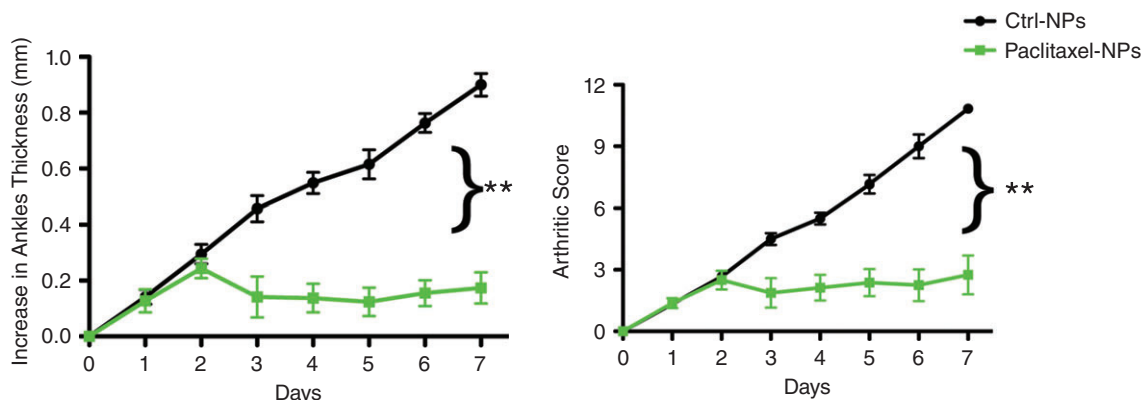 Ctrl-NPs
Paclitaxel-NPs
Increase in Ankles Thickness (mm)
1.0
0.8
0.6
0.4
0.2
0.0
0 1 2 3 4 5 6 7
Days
**
Arthritic Score
12
9
6
3
0
0 1 2 3 4 5 6 7
Days
**